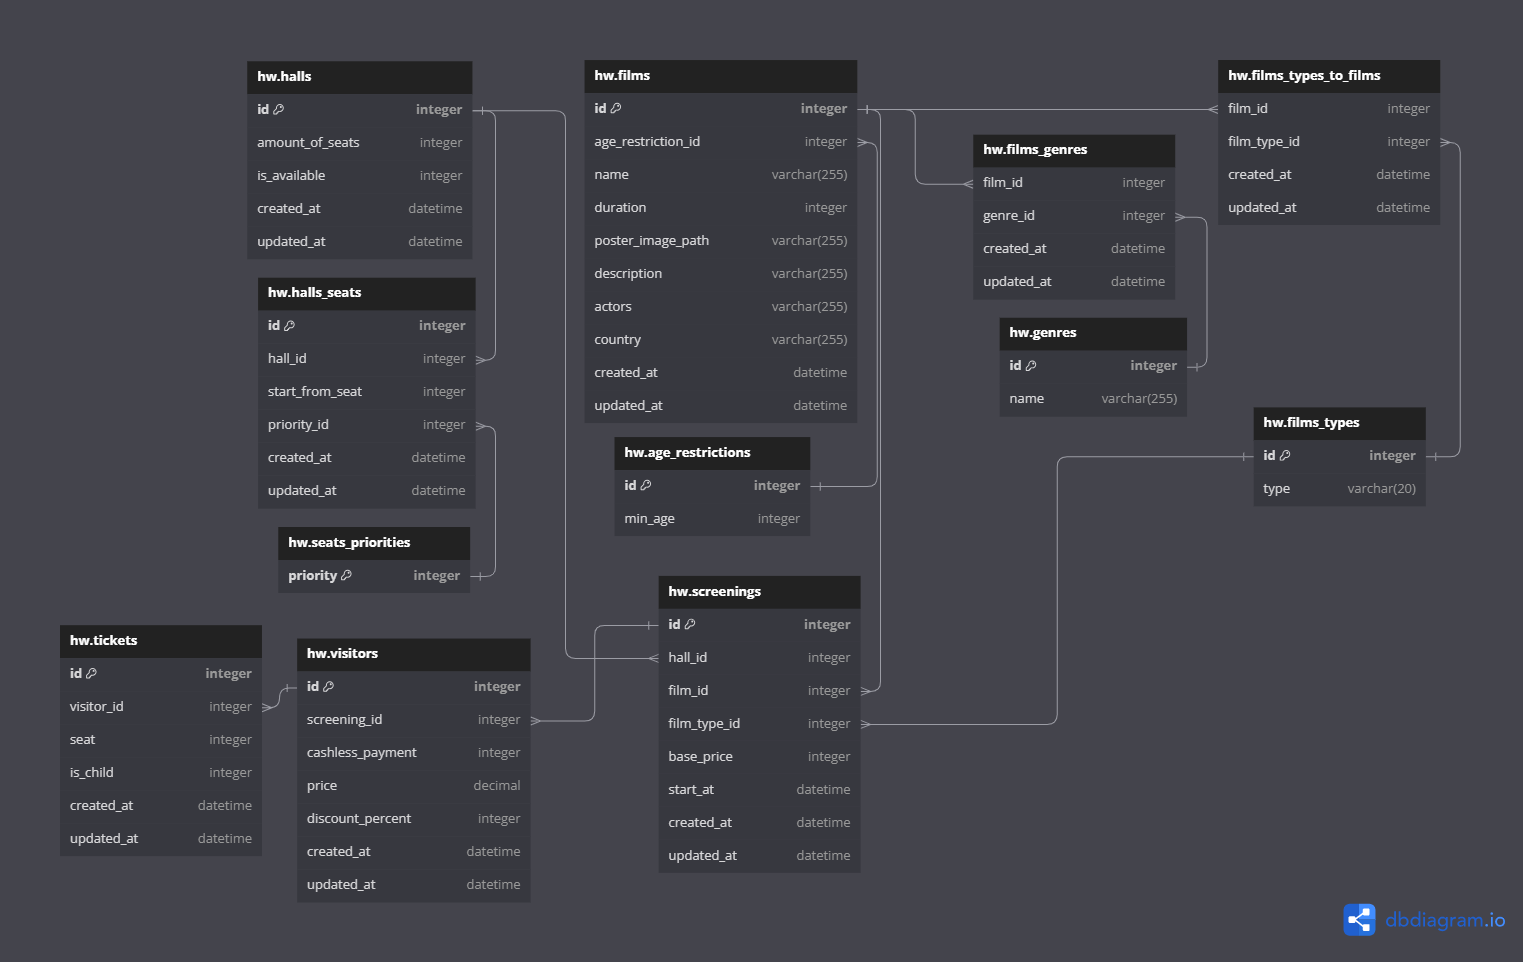 hw.halls
id integer
amount_of_seats integer
is_available integer
created_at datetime
updated_at datetime
hw.halls_seats
id integer
hall_id integer
start_from_seat integer
priority_id integer
created_at datetime
updated_at datetime
hw.seats_priorities
priority integer
hw.tickets
id integer
visitor_id integer
seat integer
is_child integer
created_at datetime
updated_at datetime
hw.visitors
id integer
screening_id integer
cashless_payment integer
price decimal
discount_percent integer
created_at datetime
updated_at datetime
hw.films
id integer
age_restriction_id integer
name varchar(255)
duration integer
poster_image_path varchar(255)
description varchar(255)
actors varchar(255)
country varchar(255)
created_at datetime
updated_at datetime
hw.age_restrictions
id integer
min_age integer
hw.screenings
id integer
hall_id integer
film_id integer
film_type_id integer
base_price integer
start_at datetime
created_at datetime
updated_at datetime
hw.films_genres
film_id integer
genre_id integer
created_at datetime
updated_at datetime
hw.genres
id integer
name varchar(255)
hw.films_types_to_films
film_id integer
film_type_id integer
created_at datetime
updated_at datetime
hw.films_types
id integer
type varchar(20)
dbdiagram.io